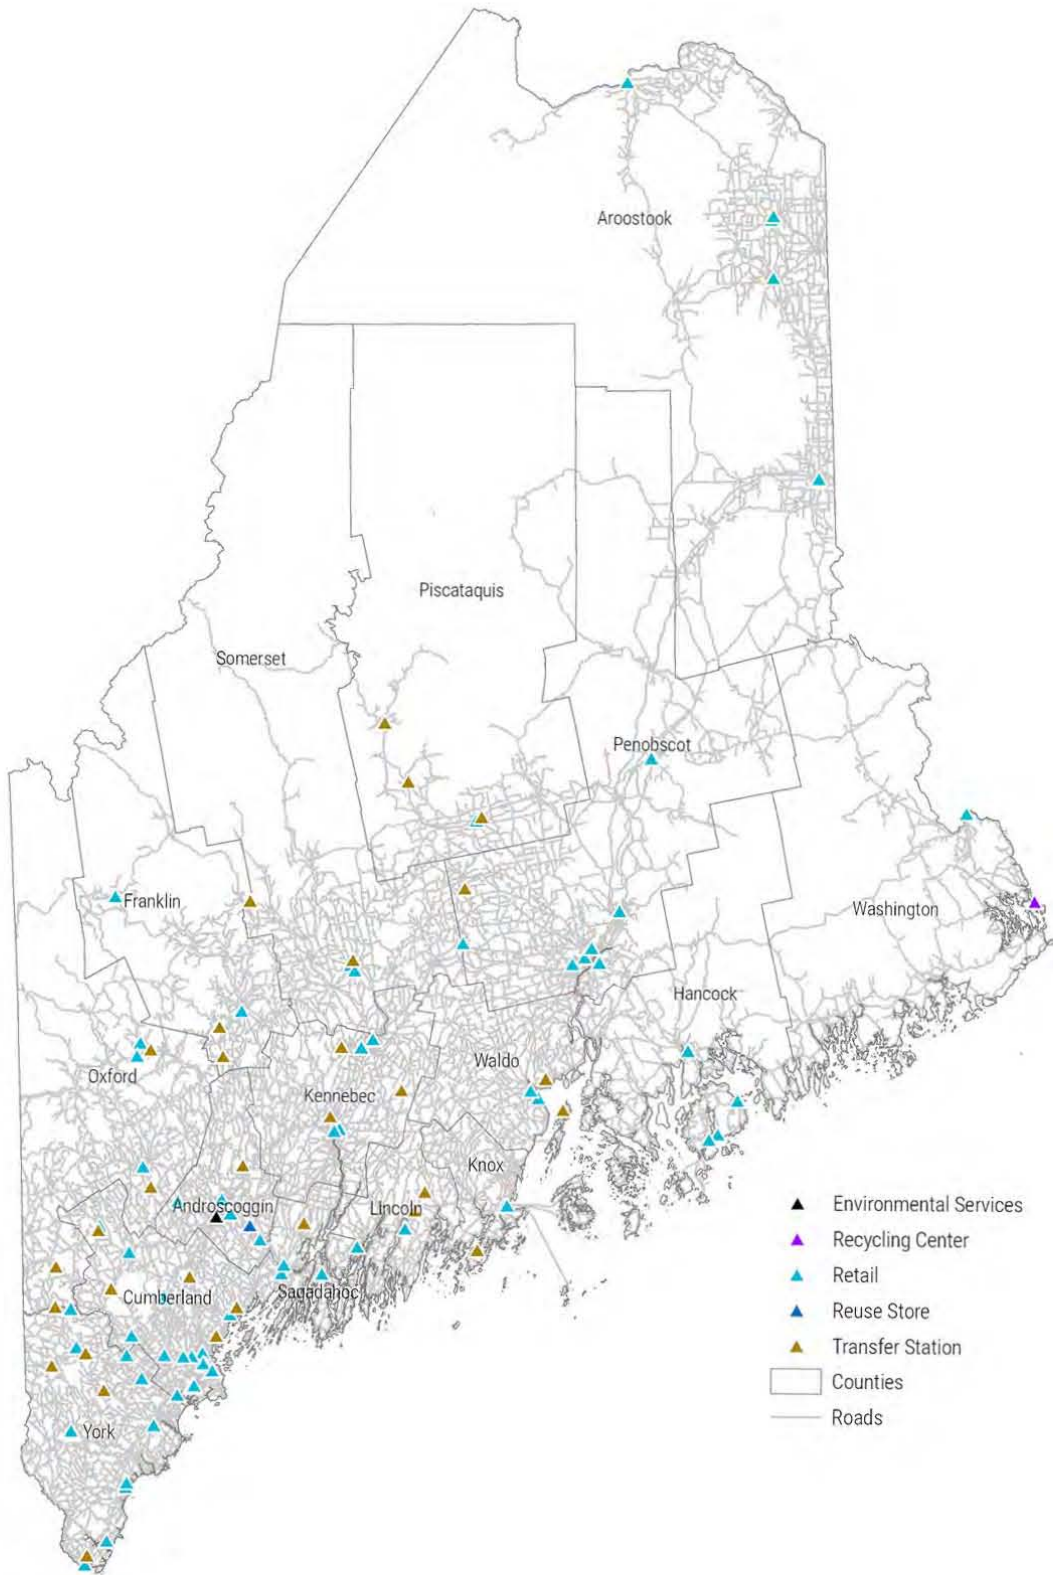 Aroostook
Piscataquis
Somerset
Penobscot
Franklin
Washington
Hancock
Waldo
Oxford
Kennebec
Knox
Androscoggin
Lincoln
Sagadahoc
Cumberland
York
Environmental Services
Recycling Center
Retail
Reuse Store
Transfer Station
Counties
Roads